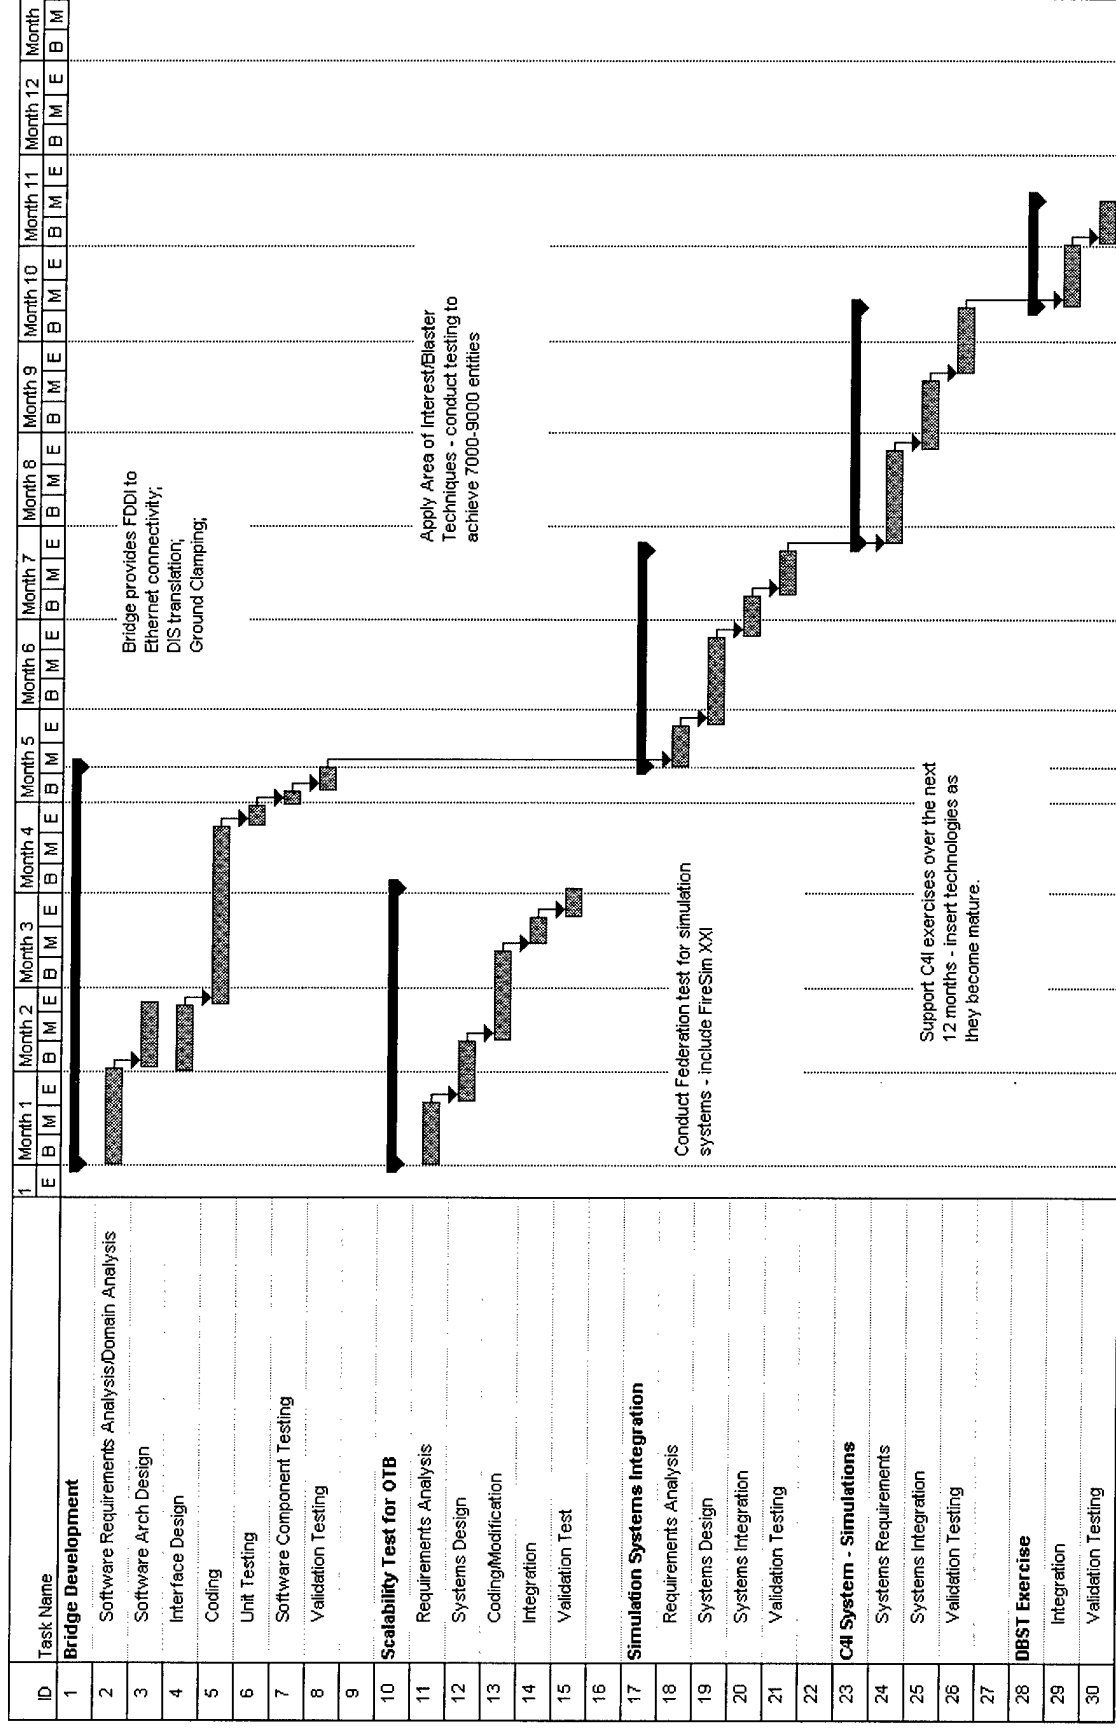 ID Task Name 1 Month 1 Month 2 Month 3 Month 4 Month 5 Month 6 Month 7 Month 8 Month 9 Month 10 Month 11 Month 12 Month
E B M E B M E B M E B M E B M E B M E B M E B M E B M E B M E B M E B M E B M
1 Bridge Development
2 Software Requirements Analysis/Domain Analysis
3 Software Arch Design
4 Interface Design
5 Coding
6 Unit Testing
7 Software Component Testing
8 Validation Testing
9
10 Scalability Test for OTB
11 Requirements Analysis
12 Systems Design
13 Coding/Modification
14 Integration
15 Validation Test
16
17 Simulation Systems Integration
18 Requirements Analysis
19 Systems Design
20 Systems Integration
21 Validation Testing
22
23 C4I System - Simulations
24 Systems Requirements
25 Systems Integration
26 Validation Testing
27
28 DBST Exercise
29 Integration
30 Validation Testing
Bridge provides FDDI to
Ethernet connectivity;
DIS translation;
Ground Clamping;
Apply Area of Interest/Blaster
Techniques - conduct testing to
achieve 7000-9000 entities
Conduct Federation test for simulation
systems - include FireSim XXI
Support C4I exercises over the next
12 months - insert technologies as
they become mature.